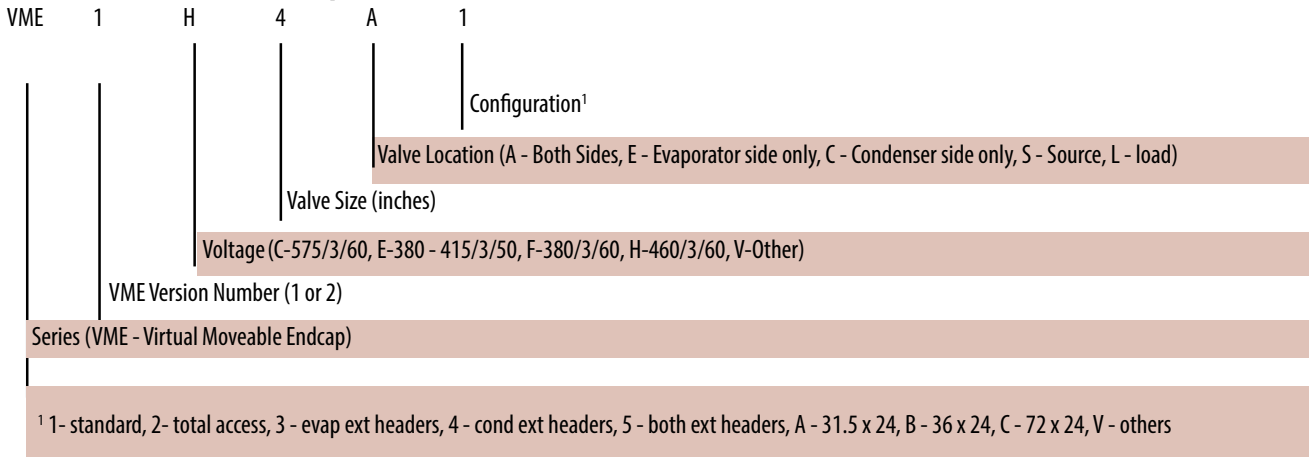 VME 1 H 4 A 1
Configuration¹
Valve Location (A - Both Sides, E - Evaporator side only, C - Condenser side only, S - Source, L - load)
Valve Size (inches)
Voltage (C-575/3/60, E-380 - 415/3/50, F-380/3/60, H-460/3/60, V-Other)
VME Version Number (1 or 2)
Series (VME - Virtual Moveable Endcap)
¹ 1- standard, 2- total access, 3 - evap ext headers, 4 - cond ext headers, 5 - both ext headers, A - 31.5 x 24, B - 36 x 24, C - 72 x 24, V - others